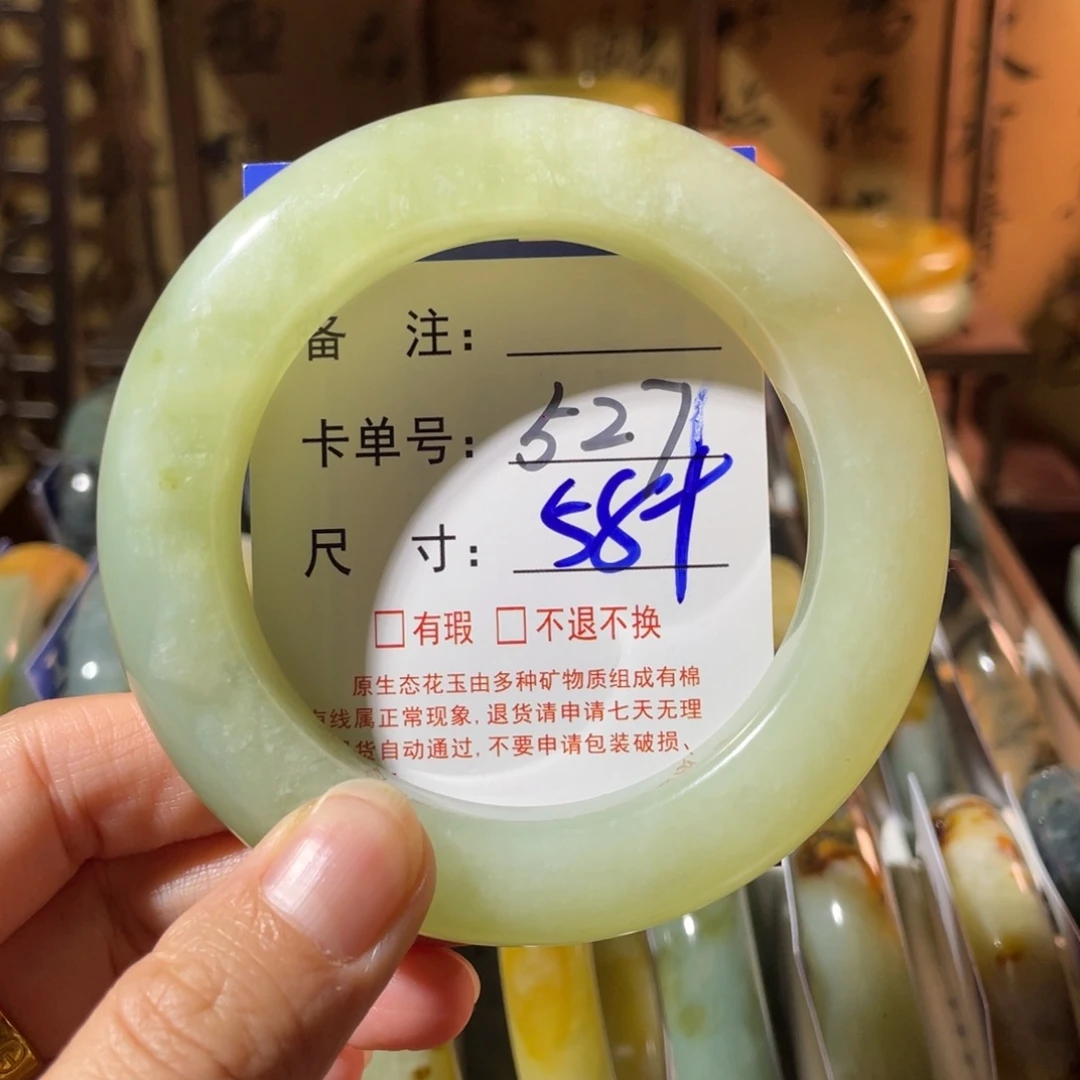 备 注：
卡单号： 527
尺 寸： 584
□有瑕 □不退不换
原生态花玉由多种矿物质组成有棉
有线属正常现象，退货请申请七天无理
货自动通过，不要申请包装破损、